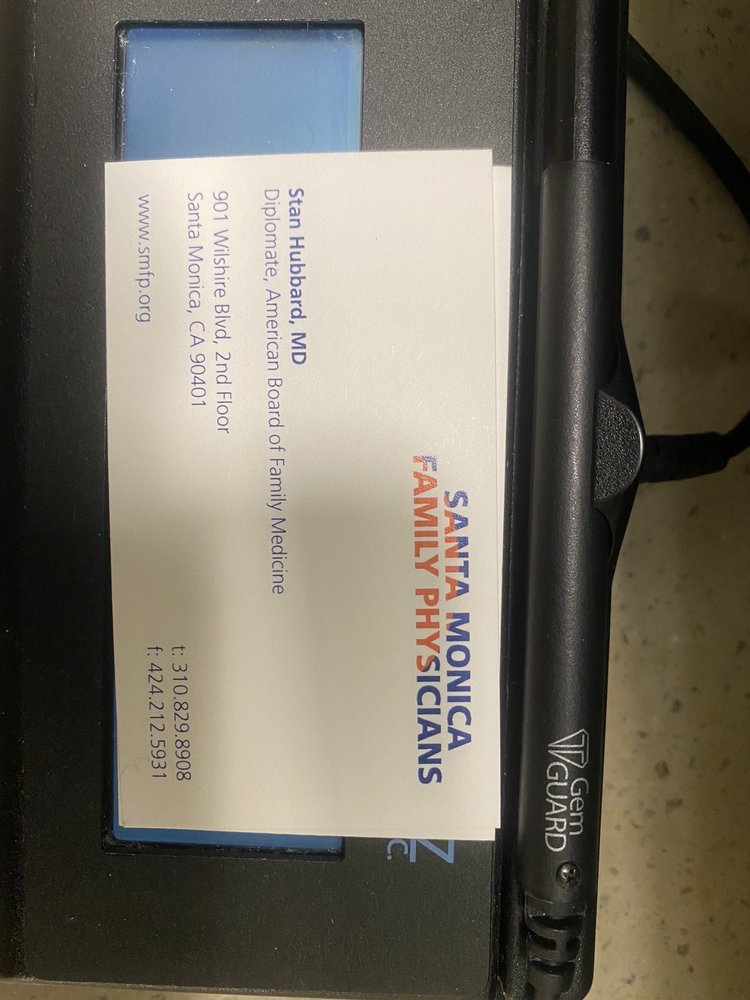 SANTA MONICA
FAMILY PHYSICIANS
Stan Hubbard, MD
Diplomate, American Board of Family Medicine
901 Wilshire Blvd, 2nd Floor
Santa Monica, CA 90401
www.smfp.org
t: 310.829.8908
f: 424.212.5931
Gem
GUARD